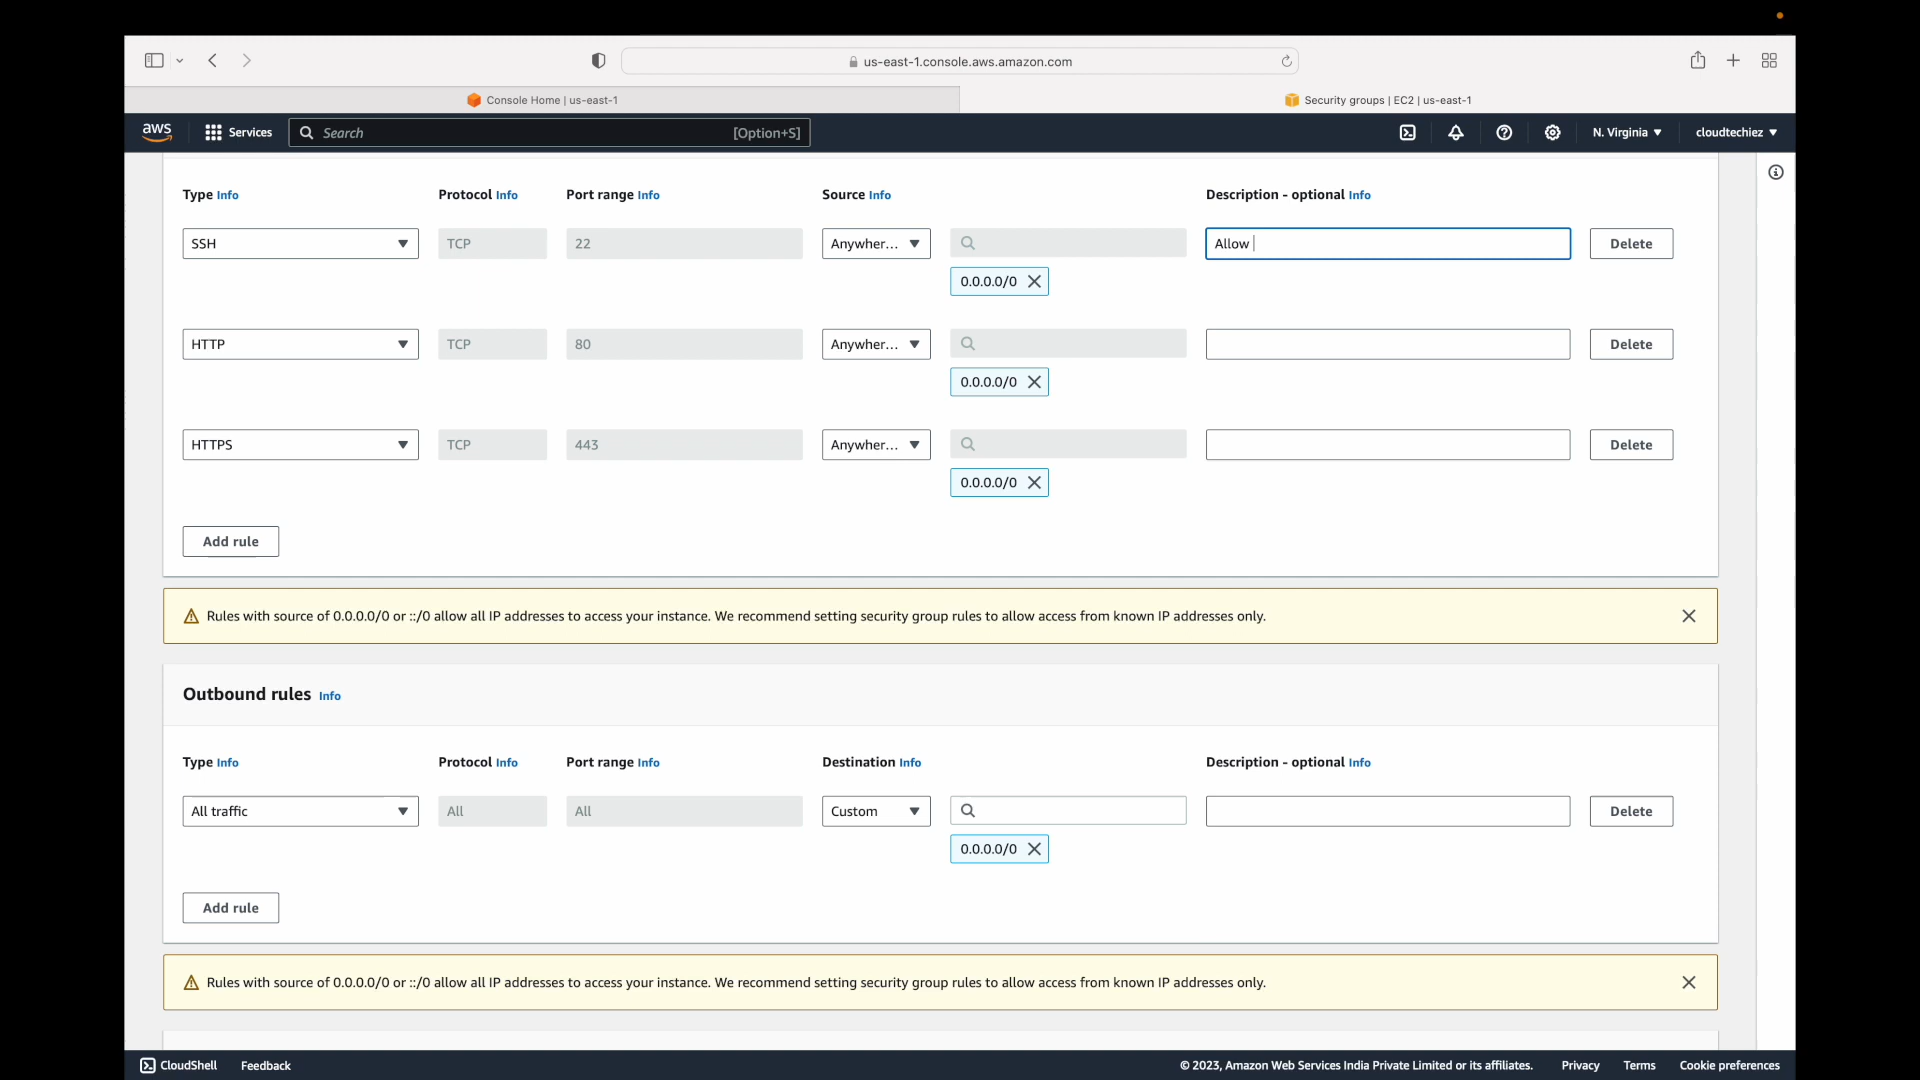 us-east-1.console.aws.amazon.com
Console Home | us-east-1
Security groups | EC2 | us-east-1
aws Services Search [Option+S] N. Virginia cloudtechiez
Type Info Protocol Info Port range Info Source Info Description - optional Info
SSH TCP 22 Anywher... Allow Delete
0.0.0.0/0
HTTP TCP 80 Anywher... Delete
0.0.0.0/0
HTTPS TCP 443 Anywher... Delete
0.0.0.0/0
Add rule
Rules with source of 0.0.0.0/0 or ::/0 allow all IP addresses to access your instance. We recommend setting security group rules to allow access from known IP addresses only.
Outbound rules Info
Type Info Protocol Info Port range Info Destination Info Description - optional Info
All traffic All All Custom Delete
0.0.0.0/0
Add rule
Rules with source of 0.0.0.0/0 or ::/0 allow all IP addresses to access your instance. We recommend setting security group rules to allow access from known IP addresses only.
CloudShell Feedback © 2023, Amazon Web Services India Private Limited or its affiliates. Privacy Terms Cookie preferences